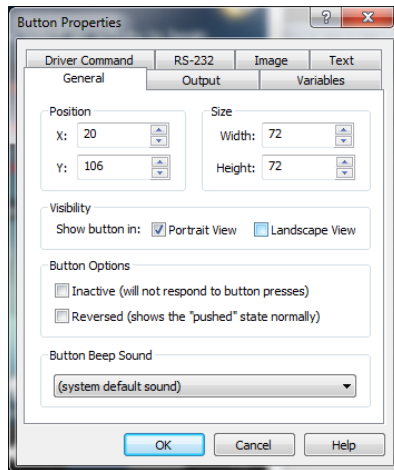 Button Properties
Driver Command RS-232 Image Text
General Output Variables
Position Size
X: 20 Width: 72
Y: 106 Height: 72
Visibility
Show button in: Portrait View Landscape View
Button Options
Inactive (will not respond to button presses)
Reversed (shows the "pushed" state normally)
Button Beep Sound
(system default sound)
OK Cancel Help